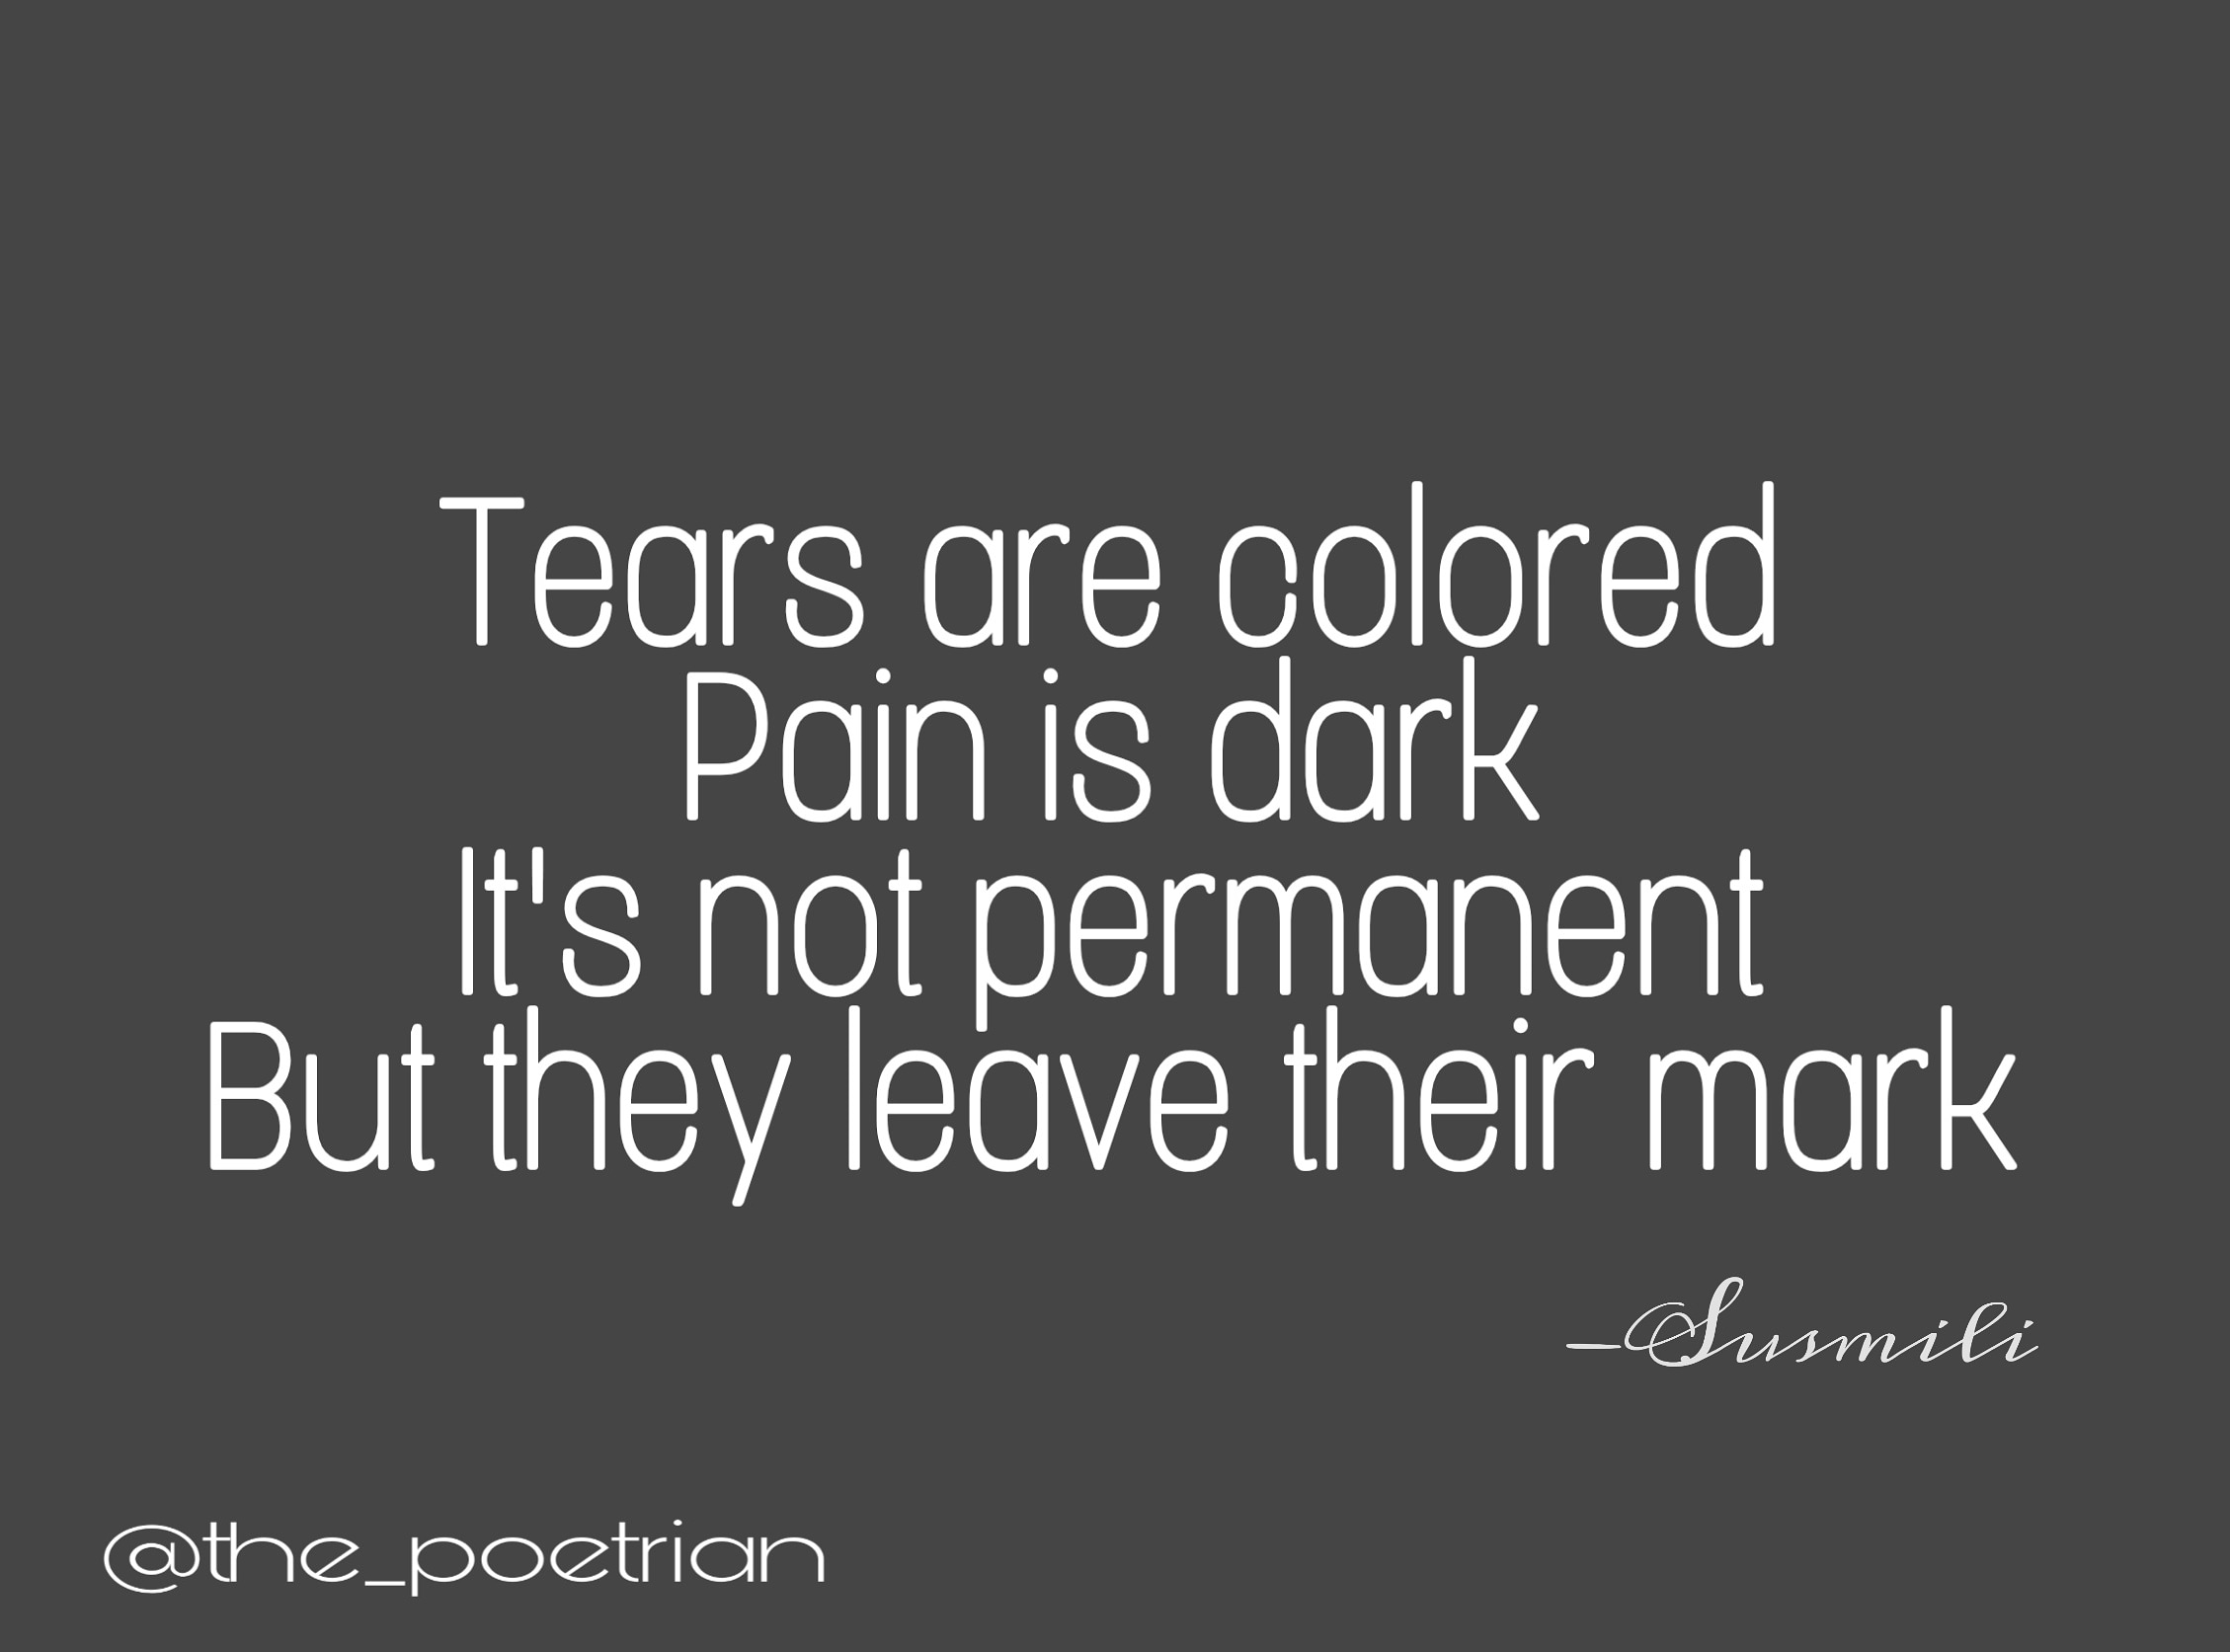 Tears are colored
Pain is dark
It's not permanent
But they leave their mark
—Susmili
@the_poetrian